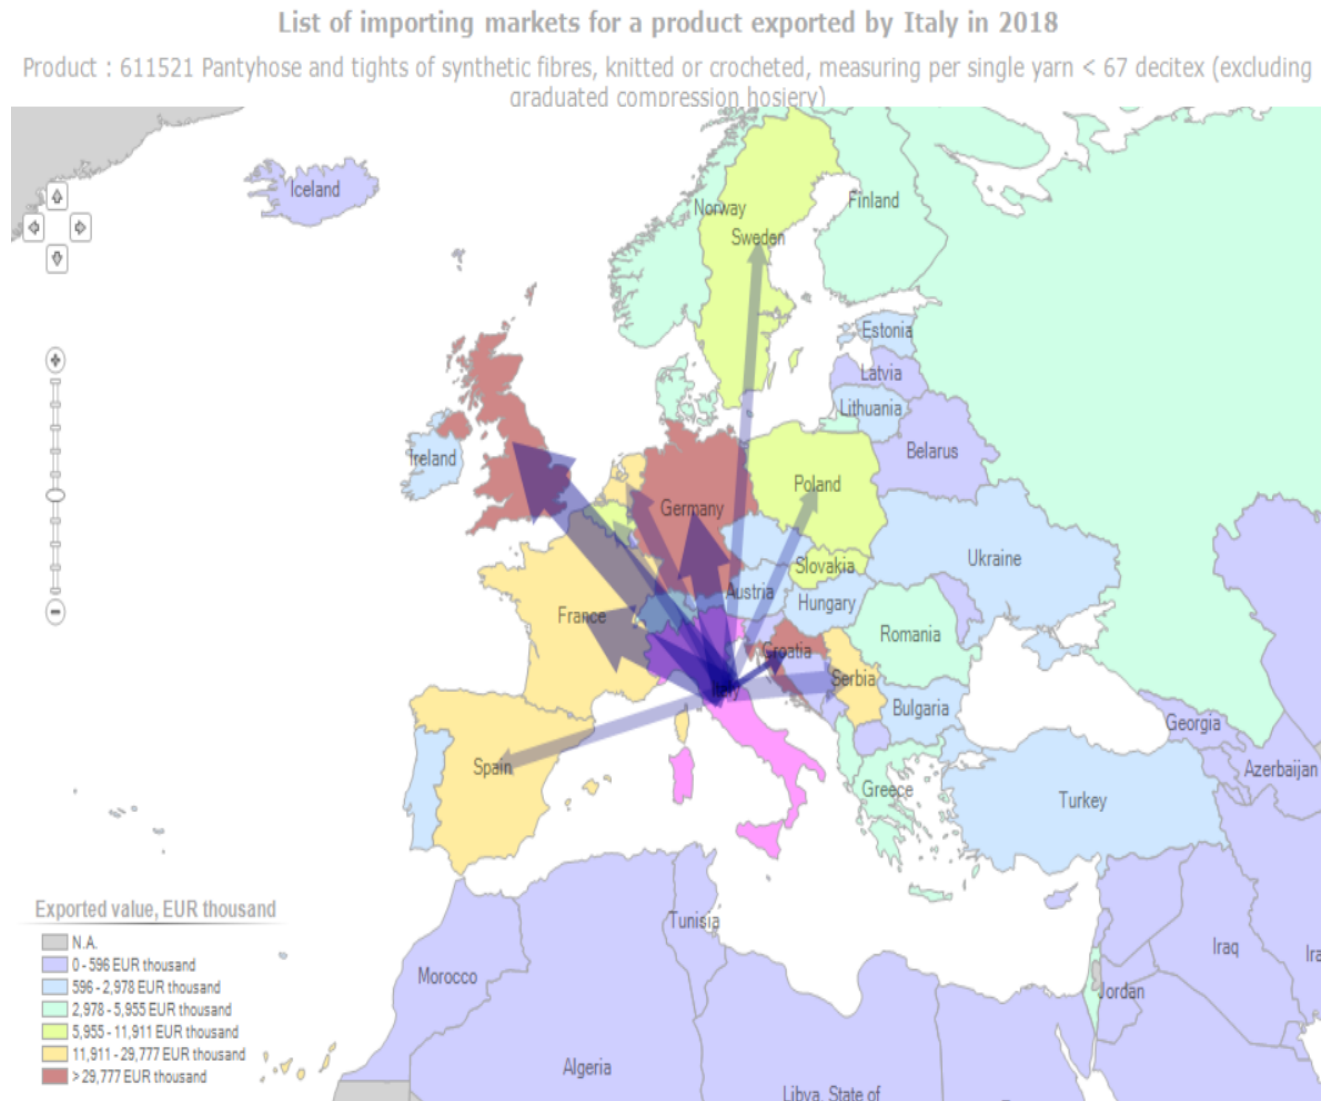 List of importing markets for a product exported by Italy in 2018
Product : 611521 Pantyhose and tights of synthetic fibres, knitted or crocheted, measuring per single yarn < 67 decitex (excluding
graduated compression hosiery)
Iceland
Norway
Finland
Sweden
Estonia
Latvia
Lithuania
Belarus
Ireland
Poland
Germany
Ukraine
Slovakia
Austria
Hungary
France
Romania
Croatia
Serbia
Italy
Bulgaria
Georgia
Spain
Azerbaijan
Greece
Turkey
Exported value, EUR thousand
N.A.
0 - 596 EUR thousand
596 - 2,978 EUR thousand
2,978 - 5,955 EUR thousand
5,955 - 11,911 EUR thousand
11,911 - 29,777 EUR thousand
> 29,777 EUR thousand
Tunisia
Morocco
Iraq
Ira
Jordan
Algeria
Libya, State of